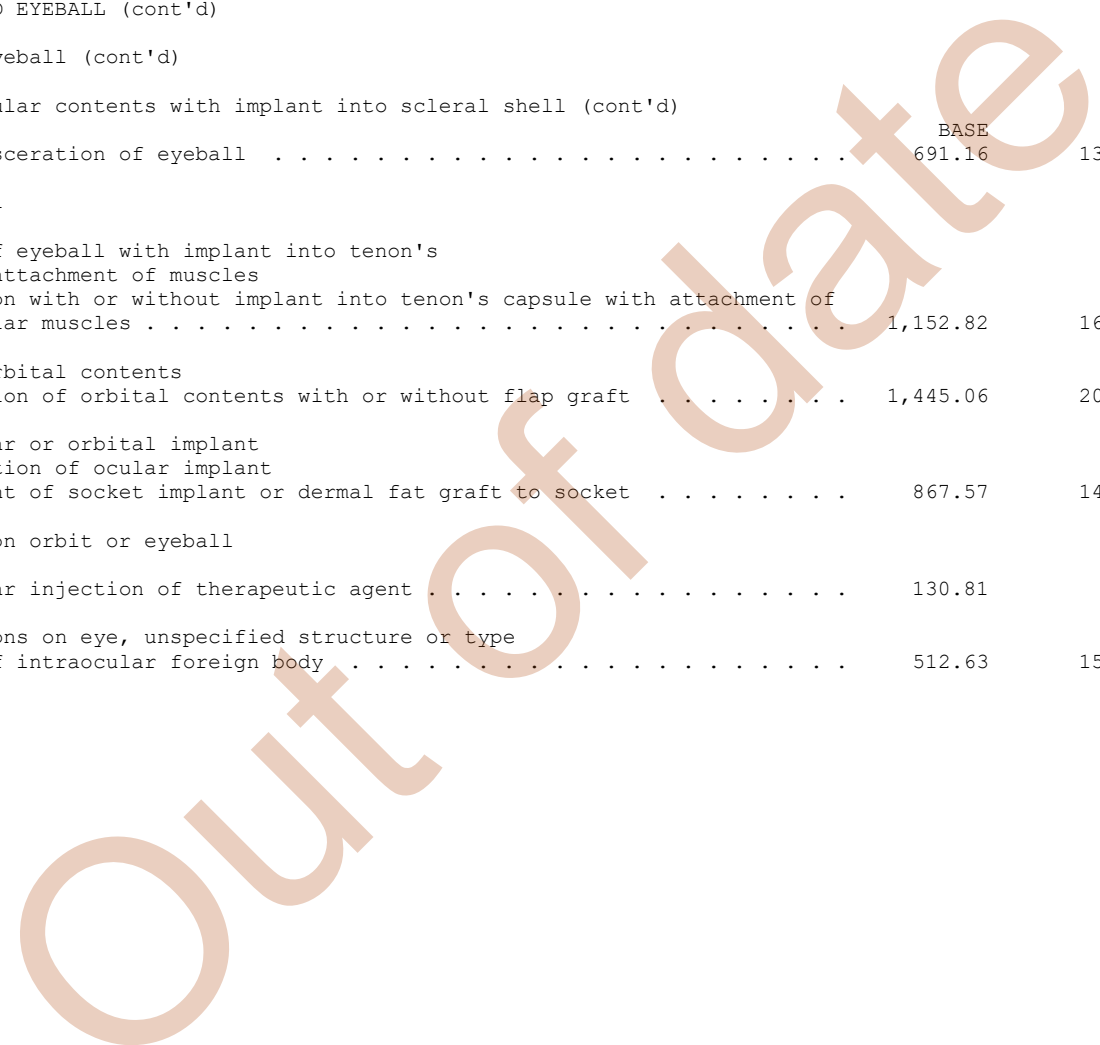 EYEBALL (cont'd)
yeball (cont'd)
ular contents with implant into scleral shell (cont'd)
BASE
sceration of eyeball . . . . . . . . . . . . . . . . . . . . . . . 691.16 13
f eyeball with implant into tenon's
attachment of muscles
on with or without implant into tenon's capsule with attachment of
lar muscles . . . . . . . . . . . . . . . . . . . . . . . . . . . . 1,152.82 16
rbital contents
ion of orbital contents with or without flap graft . . . . . . . . 1,445.06 20
ar or orbital implant
tion of ocular implant
nt of socket implant or dermal fat graft to socket . . . . . . . . 867.57 14
on orbit or eyeball
ar injection of therapeutic agent . . . . . . . . . . . . . . . . . 130.81
ons on eye, unspecified structure or type
f intraocular foreign body . . . . . . . . . . . . . . . . . . . . 512.63 15
Out of date